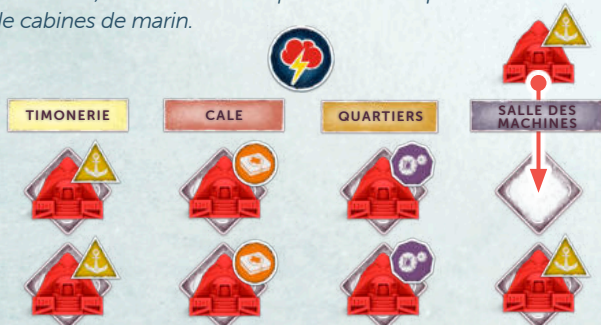 de cabines de marin.
TIMONERIE
CALE
QUARTIERS
SALLE DES
MACHINES